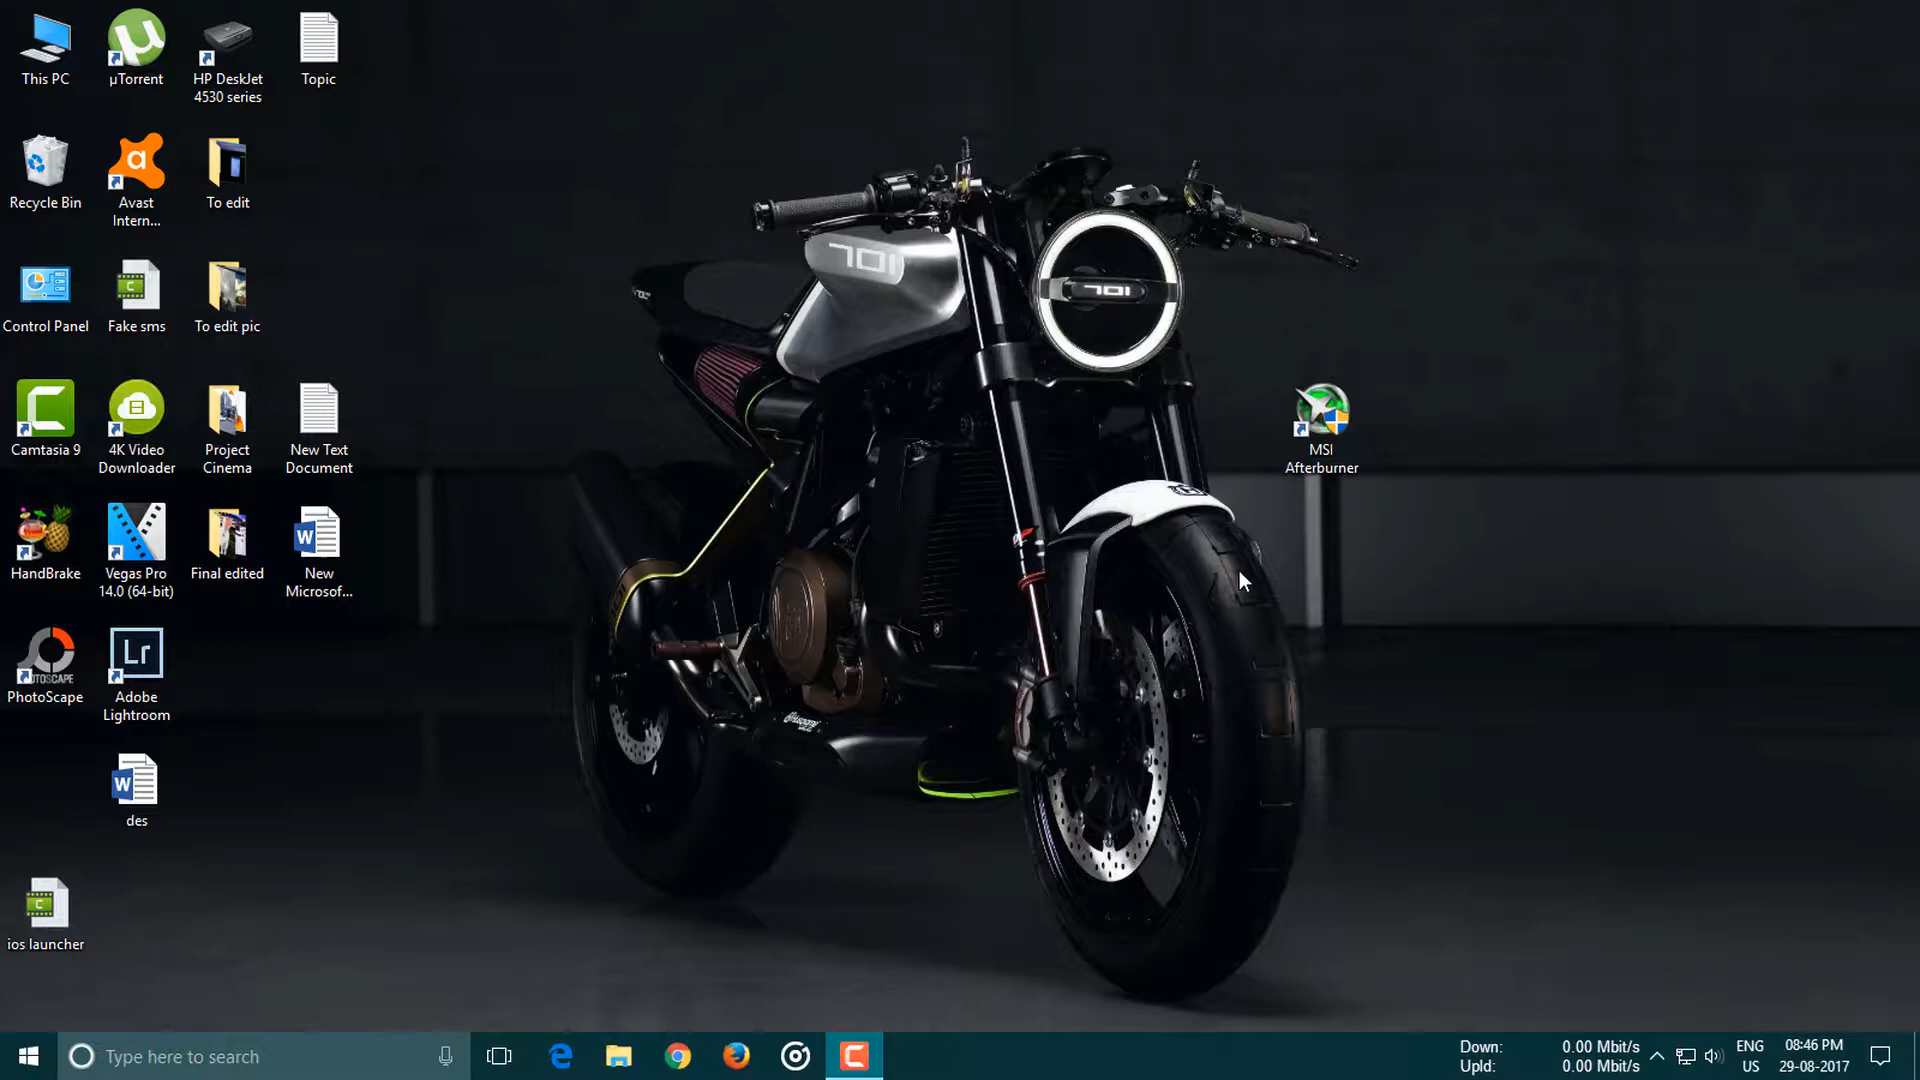 This PC
µTorrent
HP DeskJet
4530 series
Topic
Recycle Bin
Avast
Intern...
To edit
Control Panel
Fake sms
To edit pic
Camtasia 9
4K Video
Downloader
Project
Cinema
New Text
Document
HandBrake
Vegas Pro
14.0 (64-bit)
Final edited
New
Microsof...
PhotoScape
Adobe
Lightroom
des
ios launcher
MSI
Afterburner
701
701
Type here to search
Down: 0.00 Mbit/s
Upld: 0.00 Mbit/s
ENG
US
08:46 PM
29-08-2017